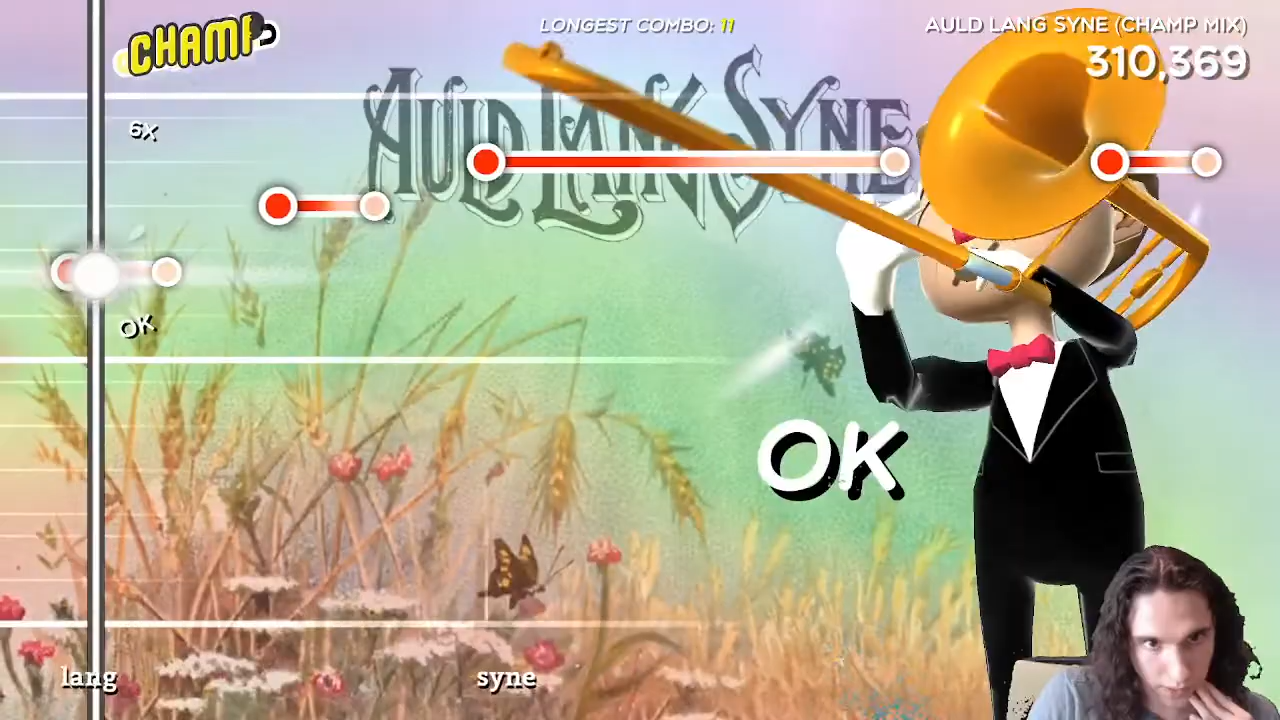 CHAMP
LONGEST COMBO: 11
AULD LANG SYNE (CHAMP MIX)
310,369
6X
AULD LANG SYNE
OK
OK
lang
syne